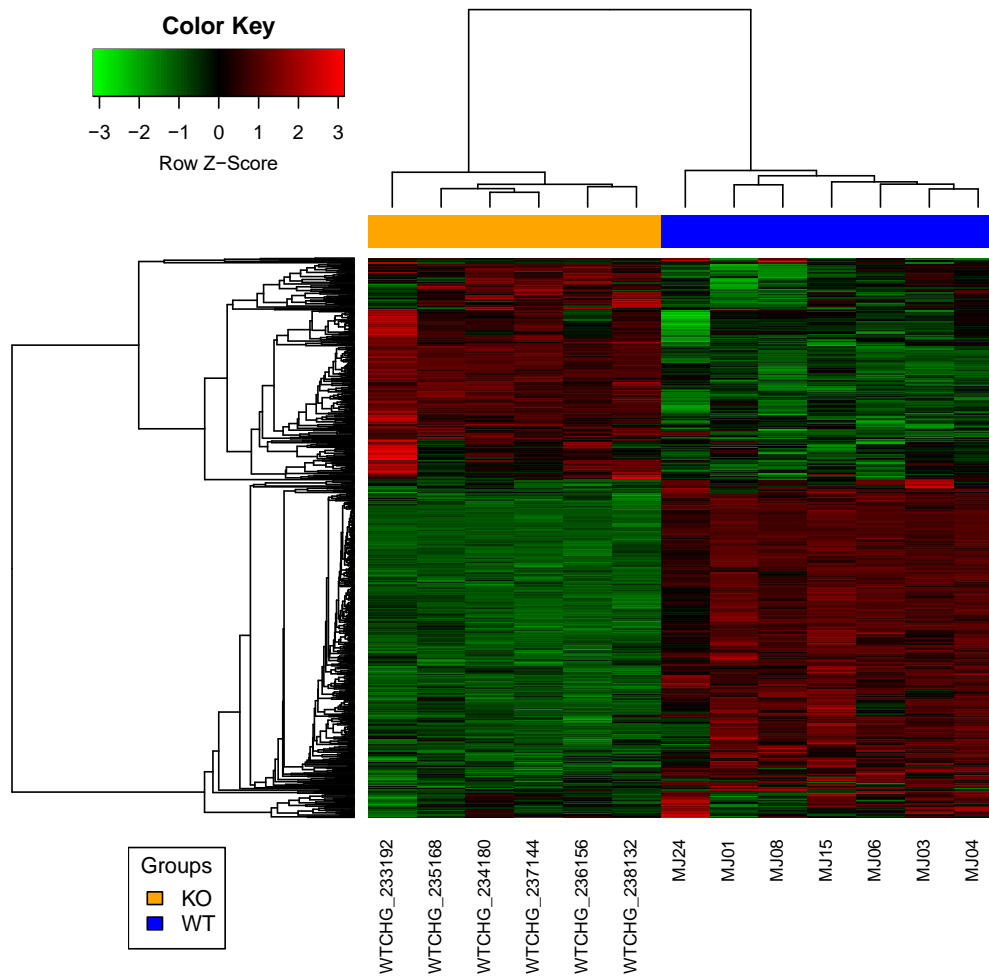 Color Key
−3 −2 −1 0 1 2 3
Row Z−Score
WTCHG_233192
WTCHG_235168
WTCHG_234180
WTCHG_237144
WTCHG_236156
WTCHG_238132
MJ24
MJ01
MJ08
MJ15
MJ06
MJ03
MJ04
Groups
KO
WT